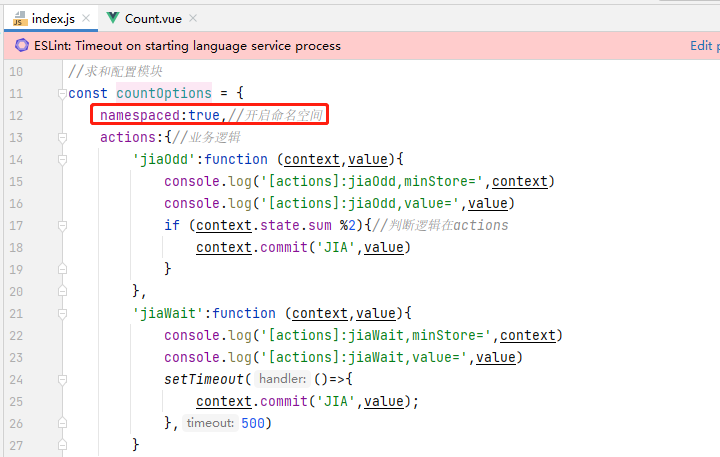 index.js Count.vue
ESLint: Timeout on starting language service process Edit
10 //求和配置模块
11 const countOptions = {
12 namespaced:true,//开启命名空间
13 actions:{//业务逻辑
14 'jiaOdd':function (context,value){
15 console.log('[actions]:jiaOdd,minStore=',context)
16 console.log('[actions]:jiaOdd,value=',value)
17 if (context.state.sum %2){//判断逻辑在actions
18 context.commit('JIA',value)
19 }
20 },
21 'jiaWait':function (context,value){
22 console.log('[actions]:jiaWait,minStore=',context)
23 console.log('[actions]:jiaWait,value=',value)
24 setTimeout( handler: ()=>{
25 context.commit('JIA',value);
26 }, timeout: 500)
27 }